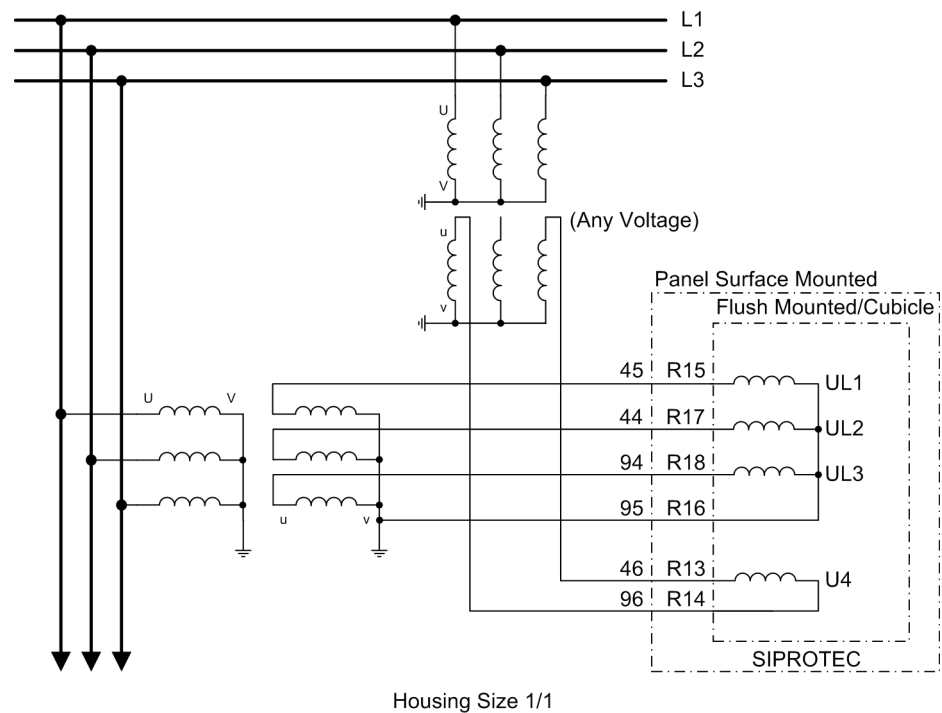 L1
L2
L3
U
V
(Any Voltage)
u
v
Panel Surface Mounted
Flush Mounted/Cubicle
45 R15 UL1
U V
44 R17 UL2
94 R18 UL3
95 R16
u v
46 R13 U4
96 R14
SIPROTEC
Housing Size 1/1